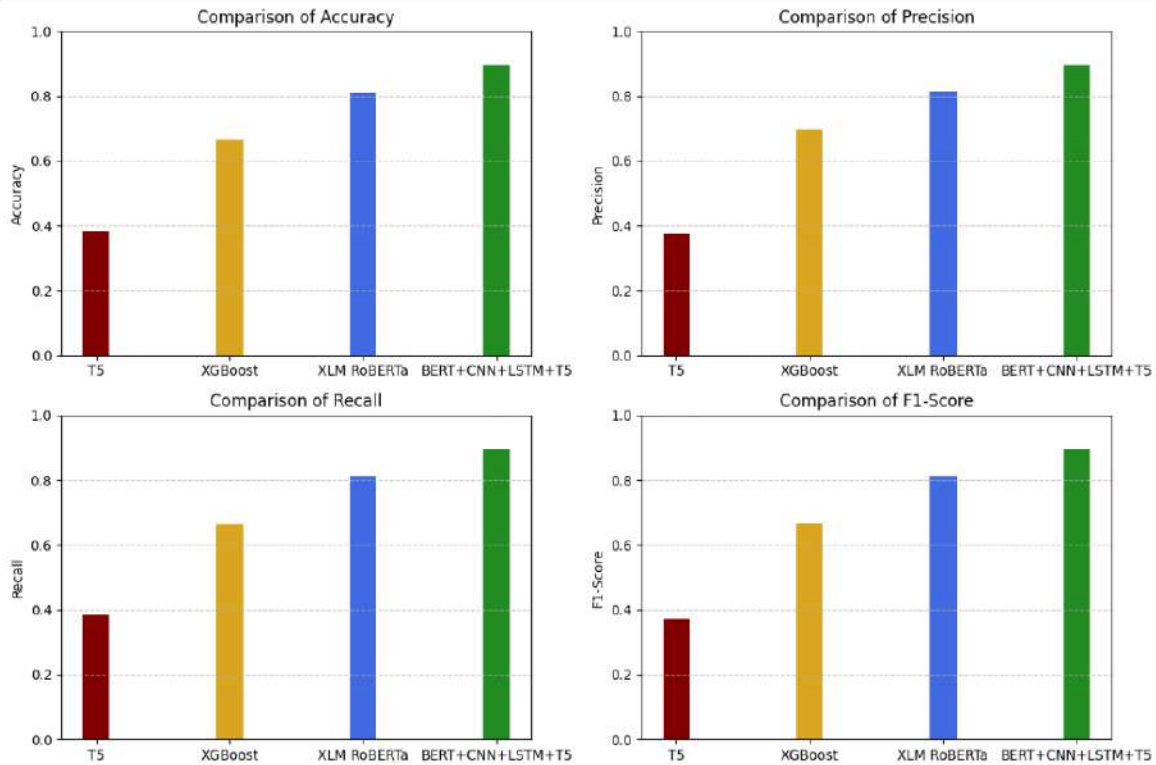 Comparison of Accuracy
1.0
0.8
0.6
0.4
0.2
0.0
Accuracy
T5 XGBoost XLM RoBERTa BERT+CNN+LSTM+T5
Comparison of Precision
1.0
0.8
0.6
0.4
0.2
0.0
Precision
T5 XGBoost XLM RoBERTa BERT+CNN+LSTM+T5
Comparison of Recall
1.0
0.8
0.6
0.4
0.2
0.0
Recall
T5 XGBoost XLM RoBERTa BERT+CNN+LSTM+T5
Comparison of F1-Score
1.0
0.8
0.6
0.4
0.2
0.0
F1-Score
T5 XGBoost XLM RoBERTa BERT+CNN+LSTM+T5